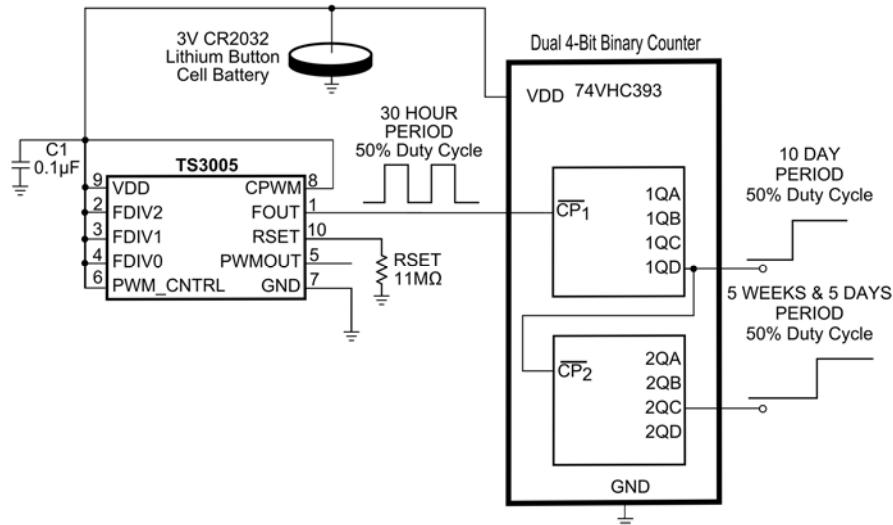 3V CR2032
Lithium Button
Cell Battery
Dual 4-Bit Binary Counter
VDD 74VHC393
30 HOUR
PERIOD
50% Duty Cycle
C1
0.1µF
TS3005
9 VDD
2 FDIV2
3 FDIV1
4 FDIV0
6 PWM_CNTRL
CPWM 8
FOUT 1
RSET 10
PWMOUT 5
GND 7
RSET
11MΩ
CP1
1QA
1QB
1QC
1QD
10 DAY
PERIOD
50% Duty Cycle
5 WEEKS & 5 DAYS
PERIOD
50% Duty Cycle
CP2
2QA
2QB
2QC
2QD
GND